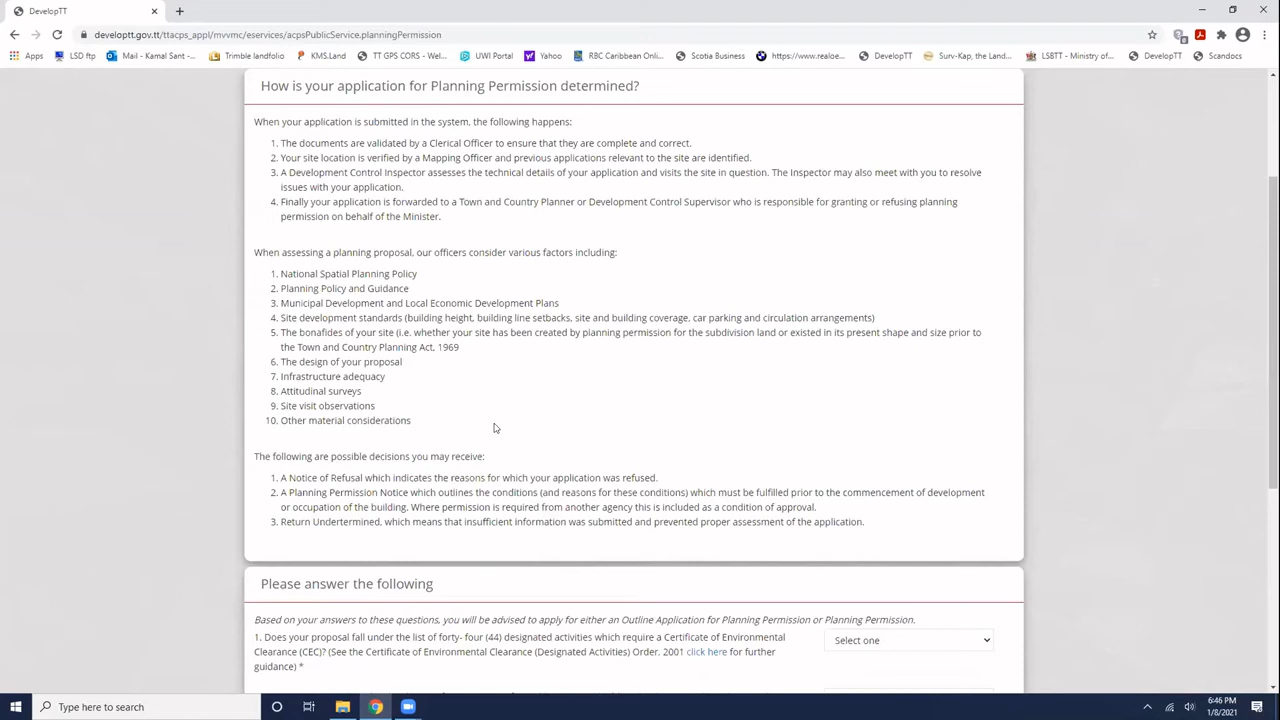 DevelopTT
developtt.gov.tt/ttacps_appl/mvvmc/eservices/acpsPublicService.planningPermission
Apps LSD ftp Mail - Kamal Sant -... Trimble landfolio KMS.Land TT GPS CORS - Wel... UWI Portal Yahoo RBC Caribbean Onli... Scotia Business https://www.realoe... DevelopTT Surv-Kap, the Land... LSBTT - Ministry of... DevelopTT Scandocs
How is your application for Planning Permission determined?
When your application is submitted in the system, the following happens:
1. The documents are validated by a Clerical Officer to ensure that they are complete and correct.
2. Your site location is verified by a Mapping Officer and previous applications relevant to the site are identified.
3. A Development Control Inspector assesses the technical details of your application and visits the site in question. The Inspector may also meet with you to resolve
issues with your application.
4. Finally your application is forwarded to a Town and Country Planner or Development Control Supervisor who is responsible for granting or refusing planning
permission on behalf of the Minister.
When assessing a planning proposal, our officers consider various factors including:
1. National Spatial Planning Policy
2. Planning Policy and Guidance
3. Municipal Development and Local Economic Development Plans
4. Site development standards (building height, building line setbacks, site and building coverage, car parking and circulation arrangements)
5. The bonafides of your site (i.e. whether your site has been created by planning permission for the subdivision land or existed in its present shape and size prior to
the Town and Country Planning Act, 1969
6. The design of your proposal
7. Infrastructure adequacy
8. Attitudinal surveys
9. Site visit observations
10. Other material considerations
The following are possible decisions you may receive:
1. A Notice of Refusal which indicates the reasons for which your application was refused.
2. A Planning Permission Notice which outlines the conditions (and reasons for these conditions) which must be fulfilled prior to the commencement of development
or occupation of the building. Where permission is required from another agency this is included as a condition of approval.
3. Return Undertermined, which means that insufficient information was submitted and prevented proper assessment of the application.
Please answer the following
Based on your answers to these questions, you will be advised to apply for either an Outline Application for Planning Permission or Planning Permission.
1. Does your proposal fall under the list of forty- four (44) designated activities which require a Certificate of Environmental
Clearance (CEC)? (See the Certificate of Environmental Clearance (Designated Activities) Order. 2001 click here for further
guidance) *
Select one
Type here to search
6:46 PM
1/8/2021